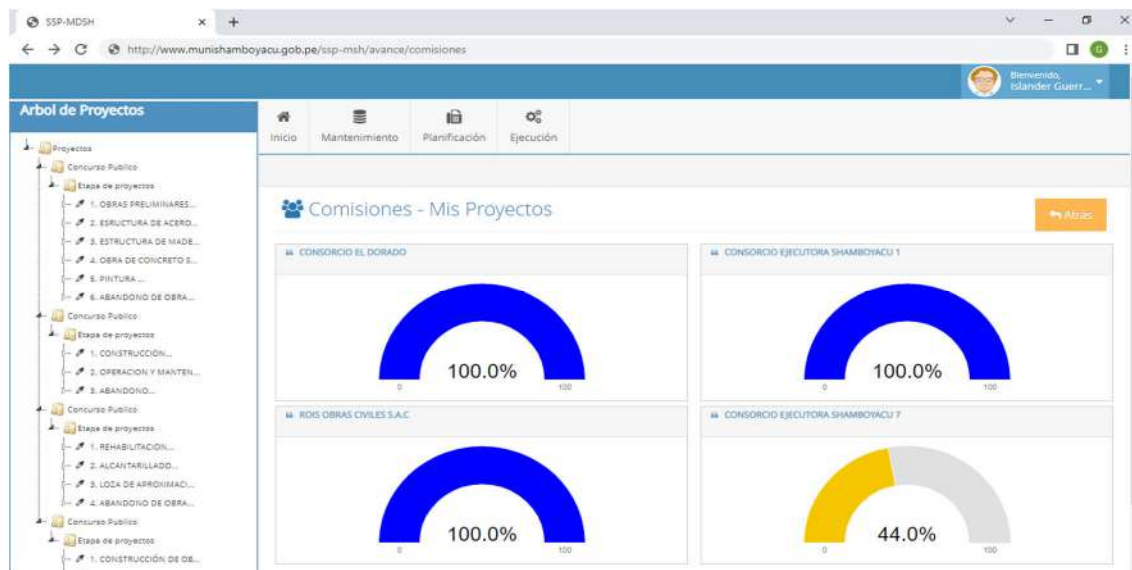 SSP-MDSH
http://www.munishamboyacu.gob.pe/ssp-msh/avance/comisiones
G
Bienvenido,
Islander Guerr...
Arbol de Proyectos
Inicio
Mantenimiento
Planificación
Ejecución
Proyectos
Concurso Publico
Etapa de proyectos
1. OBRAS PRELIMINARES...
2. ESRUCTURA DE ACERO...
3. ESTRUCTURA DE MADE...
4. OBRA DE CONCRETO S...
5. PINTURA ...
6. ABANDONO DE OBRA...
Concurso Publico
Etapa de proyectos
1. CONSTRUCCION...
2. OPERACION Y MANTEN...
3. ABANDONO...
Concurso Publico
Etapa de proyectos
1. REHABILITACION...
2. ALCANTARILLADO...
3. LOZA DE APROXIMACI...
4. ABANDONO DE OBRA...
Concurso Publico
Etapa de proyectos
1. CONSTRUCCIÓN DE OB...
Comisiones - Mis Proyectos
Atras
CONSORCIO EL DORADO
100.0%
0 100
CONSORCIO EJECUTORA SHAMBOYACU 1
100.0%
0 100
ROIS OBRAS CIVILES S.A.C
100.0%
0 100
CONSORCIO EJECUTORA SHAMBOYACU 7
44.0%
0 100